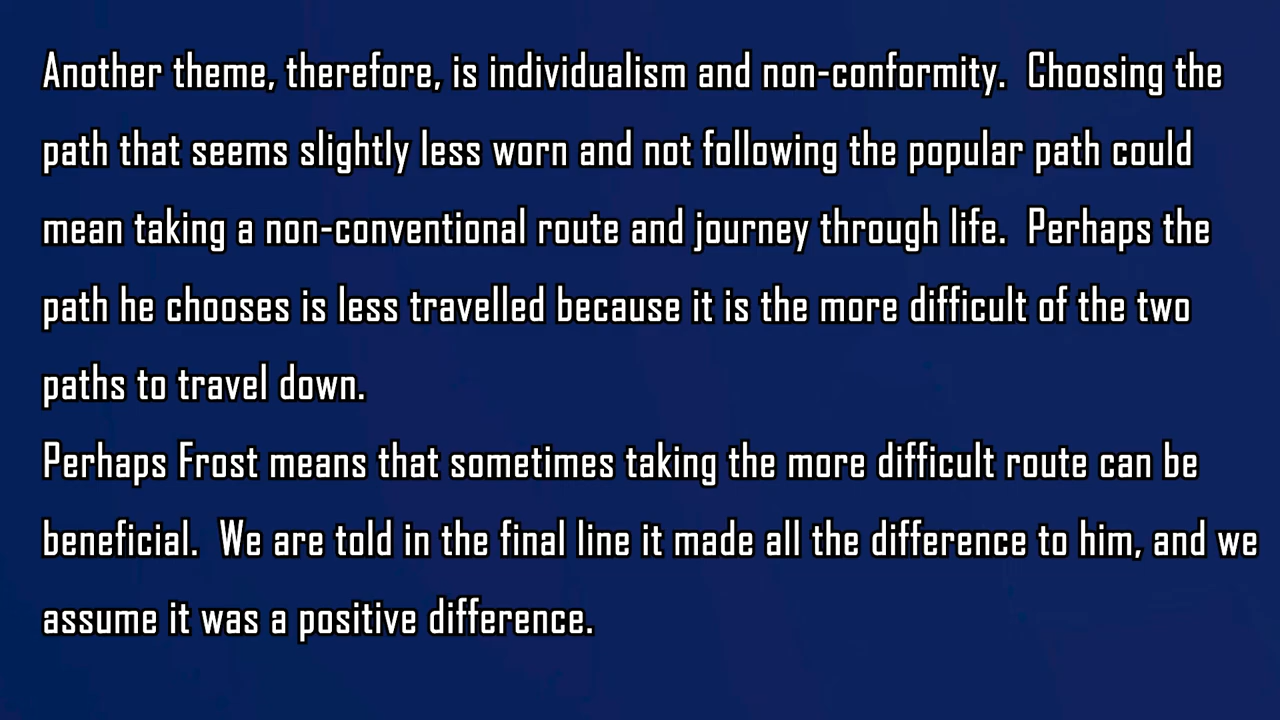 Another theme, therefore, is individualism and non-conformity.  Choosing the
path that seems slightly less worn and not following the popular path could
mean taking a non-conventional route and journey through life.  Perhaps the
path he chooses is less travelled because it is the more difficult of the two
paths to travel down.
Perhaps Frost means that sometimes taking the more difficult route can be
beneficial.  We are told in the final line it made all the difference to him, and we
assume it was a positive difference.